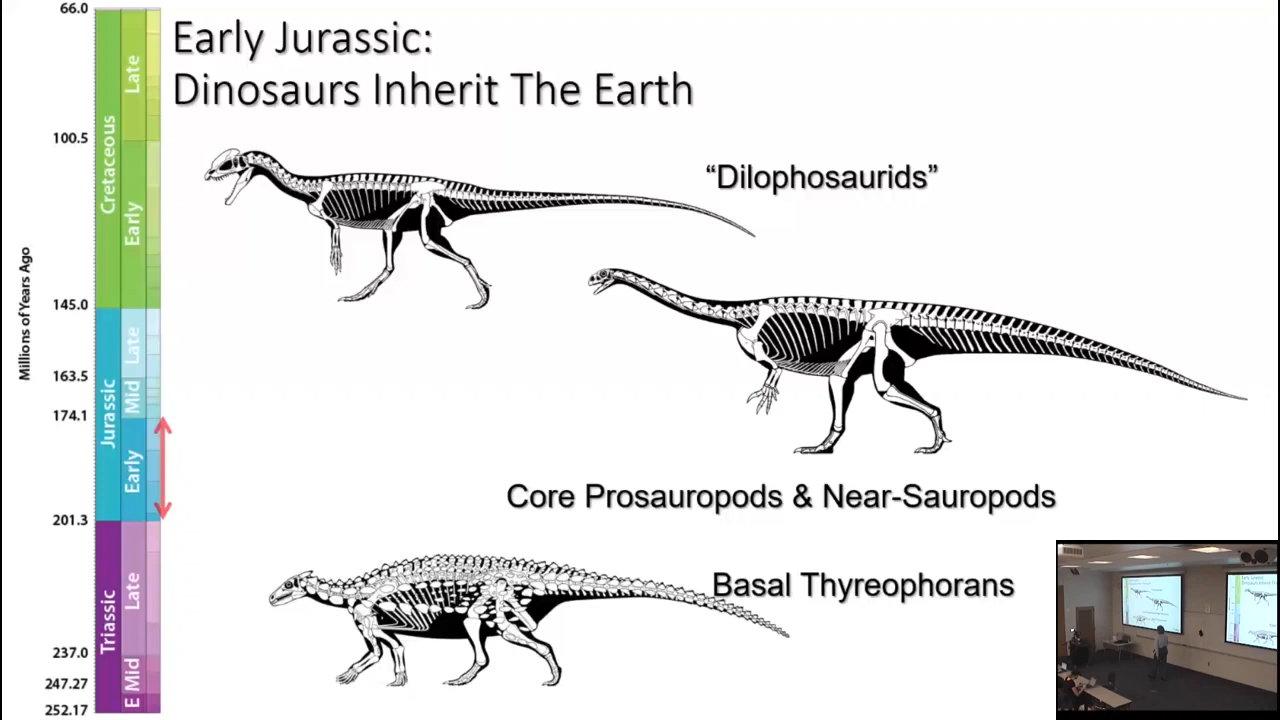 66.0
100.5
145.0
163.5
174.1
201.3
237.0
247.27
252.17
Millions of Years Ago
Cretaceous
Late
Early
Jurassic
Late
Mid
Early
Triassic
Late
Mid
E
Early Jurassic:
Dinosaurs Inherit The Earth
“Dilophosaurids”
Core Prosauropods & Near-Sauropods
Basal Thyreophorans